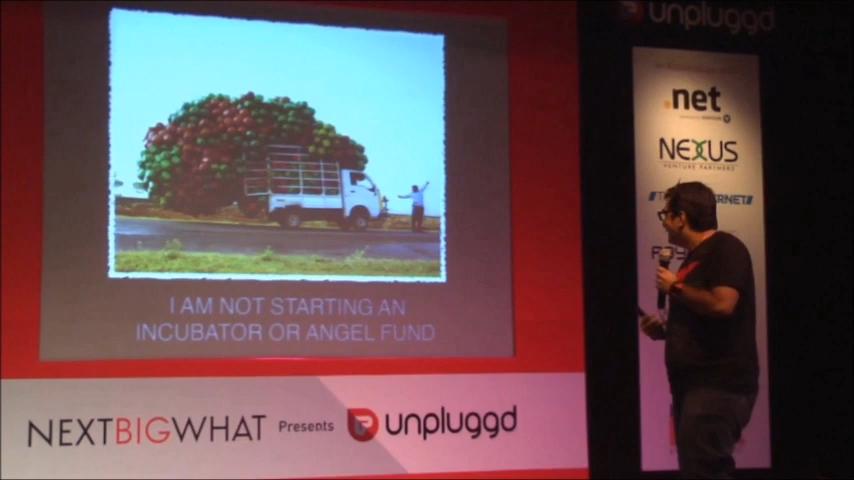 unpluggd
.net
NEXUS
VENTURE PARTNERS
I AM NOT STARTING AN
INCUBATOR OR ANGEL FUND
NEXTBIGWHAT Presents unpluggd